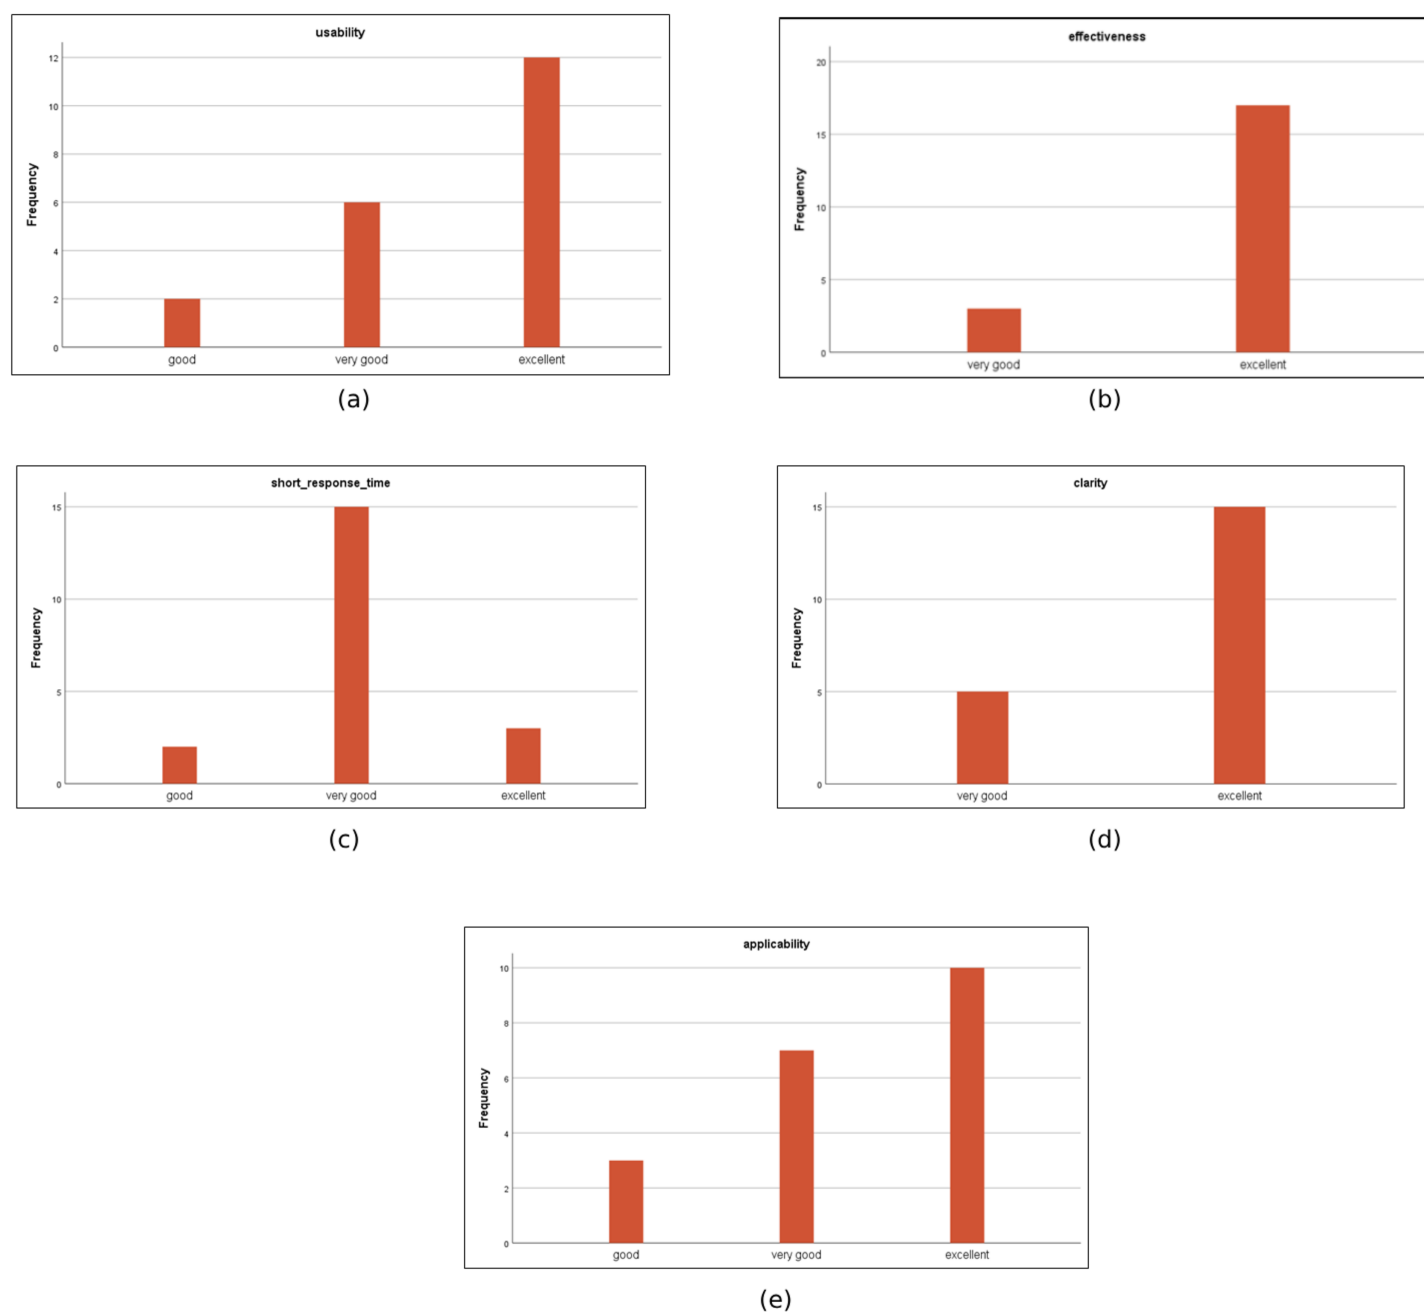 usability
12
10
8
6
4
2
0
Frequency
good very good excellent
(a)
effectiveness
20
15
10
5
0
Frequency
very good excellent
(b)
short_response_time
15
10
5
0
Frequency
good very good excellent
(c)
clarity
15
10
5
0
Frequency
very good excellent
(d)
applicability
10
8
6
4
2
0
Frequency
good very good excellent
(e)